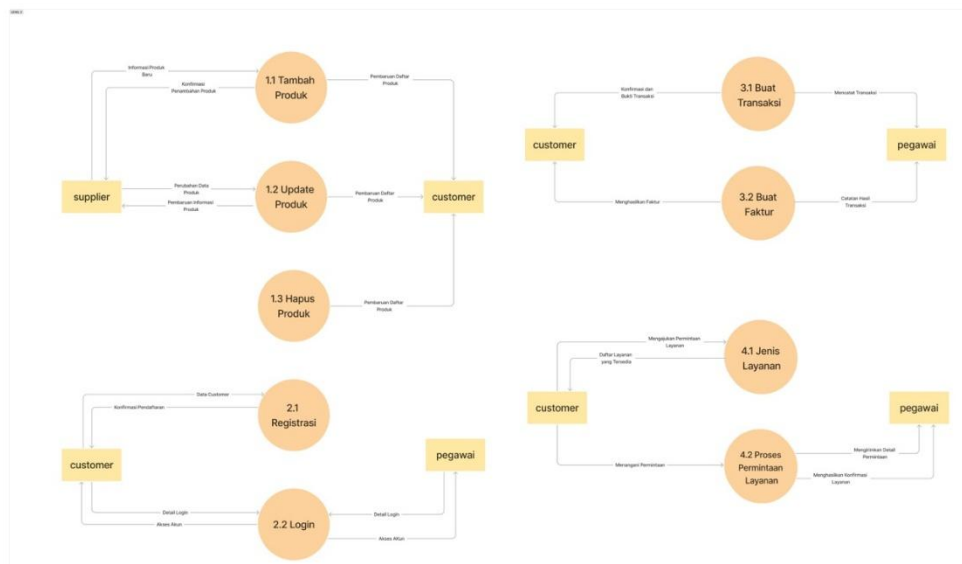 Informasi Produk
Baru
Konfirmasi
Penambahan Produk
1.1 Tambah
Produk
Pembaruan Daftar
Produk
supplier
Perubahan Data
Produk
Pembaruan Informasi
Produk
1.2 Update
Produk
Pembaruan Daftar
Produk
customer
1.3 Hapus
Produk
Pembaruan Daftar
Produk
Data Customer
Konfirmasi Pendaftaran
2.1
Registrasi
customer
pegawai
Detail Login
Akses Akun
2.2 Login
Detail Login
Akses Akun
Konfirmasi dan
Bukti Transaksi
3.1 Buat
Transaksi
Mencatat Transaksi
customer
pegawai
Menghasilkan Faktur
3.2 Buat
Faktur
Catatan Hasil
Transaksi
Mengajukan Permintaan
Layanan
Daftar Layanan
yang Tersedia
4.1 Jenis
Layanan
customer
pegawai
Menangani Permintaan
4.2 Proses
Permintaan
Layanan
Mengirimkan Detail
Permintaan
Menghasilkan Konfirmasi
Layanan